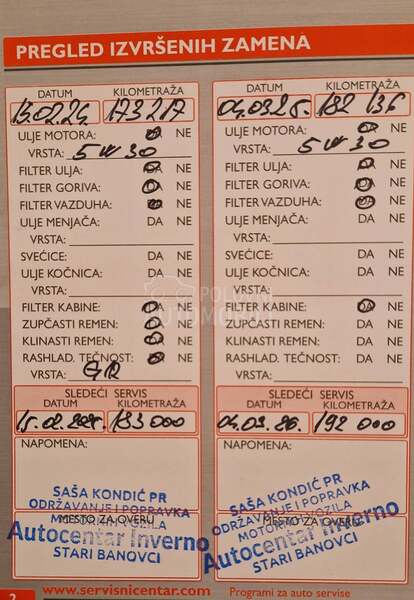 PREGLED IZVRŠENIH ZAMENA
DATUM KILOMETRAŽA
13.02.24. 173217
ULJE MOTORA: DA NE
VRSTA: 5W30
FILTER ULJA: DA NE
FILTER GORIVA: DA NE
FILTER VAZDUHA: DA NE
ULJE MENJAČA: DA NE
VRSTA:
SVEĆICE: DA NE
ULJE KOČNICA: DA NE
VRSTA:
FILTER KABINE: DA NE
ZUPČASTI REMEN: DA NE
KLINASTI REMEN: DA NE
RASHLAD. TEČNOST: DA NE
VRSTA: G12
SLEDEĆI SERVIS
DATUM KILOMETRAŽA
15.02.2025. 183 000
NAPOMENA:
SAŠA KONDIĆ PR
ODRŽAVANJE I POPRAVKA
MOTORNIH VOZILA
MESTO ZA OVERU
Autocentar Inverno
STARI BANOVCI
DATUM KILOMETRAŽA
04.03.25. 182 136
ULJE MOTORA: DA NE
VRSTA: 5W30
FILTER ULJA: DA NE
FILTER GORIVA: DA NE
FILTER VAZDUHA: DA NE
ULJE MENJAČA: DA NE
VRSTA:
SVEĆICE: DA NE
ULJE KOČNICA: DA NE
VRSTA:
FILTER KABINE: DA NE
ZUPČASTI REMEN: DA NE
KLINASTI REMEN: DA NE
RASHLAD. TEČNOST: DA NE
VRSTA:
SLEDEĆI SERVIS
DATUM KILOMETRAŽA
04.03.26. 192 000
NAPOMENA:
SAŠA KONDIĆ PR
ODRŽAVANJE I POPRAVKA
MOTORNIH VOZILA
MESTO ZA OVERU
Autocentar Inverno
STARI BANOVCI
2 www.servisnicentar.com Programi za auto servise